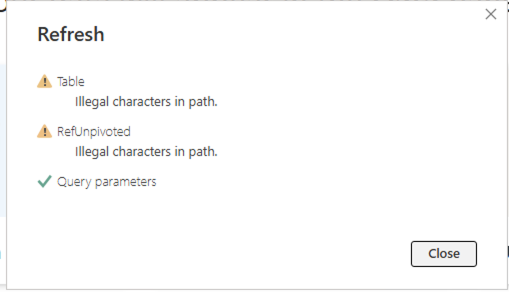 Refresh
Table
Illegal characters in path.
RefUnpivoted
Illegal characters in path.
Query parameters
Close